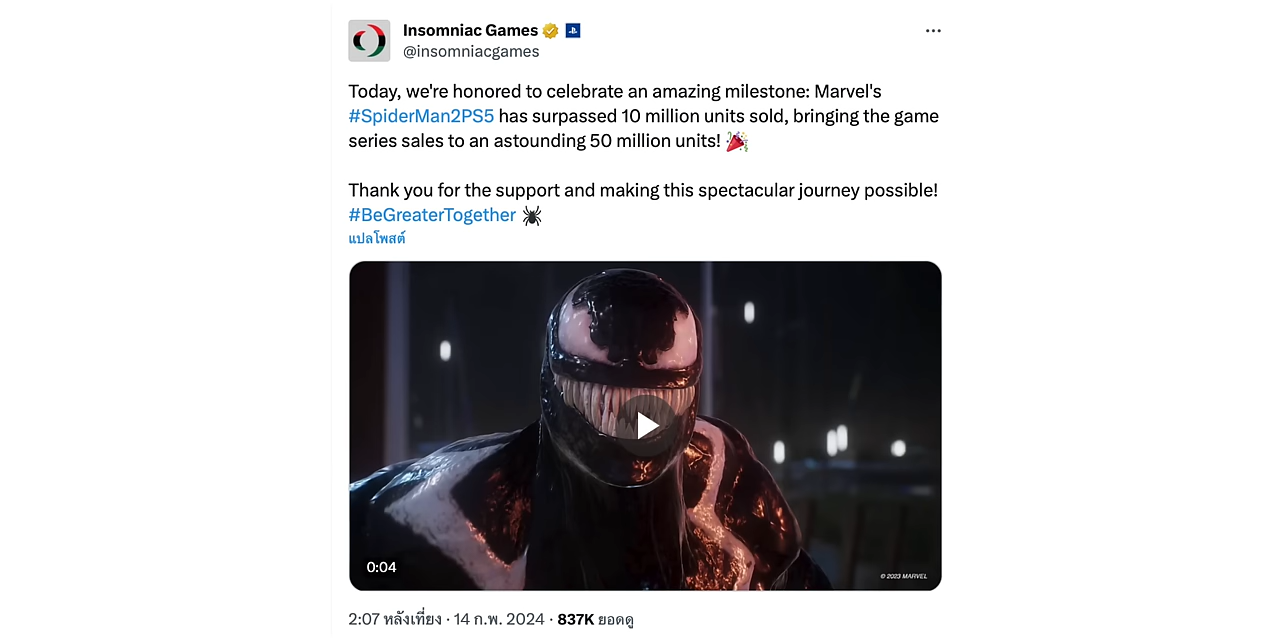 Insomniac Games
@insomniacgames
Today, we're honored to celebrate an amazing milestone: Marvel's
#SpiderMan2PS5 has surpassed 10 million units sold, bringing the game
series sales to an astounding 50 million units! 🎉
Thank you for the support and making this spectacular journey possible!
#BeGreaterTogether 🕷
แปลโพสต์
0:04
© 2023 MARVEL
2:07 หลังเที่ยง · 14 ก.พ. 2024 · 837K ยอดดู